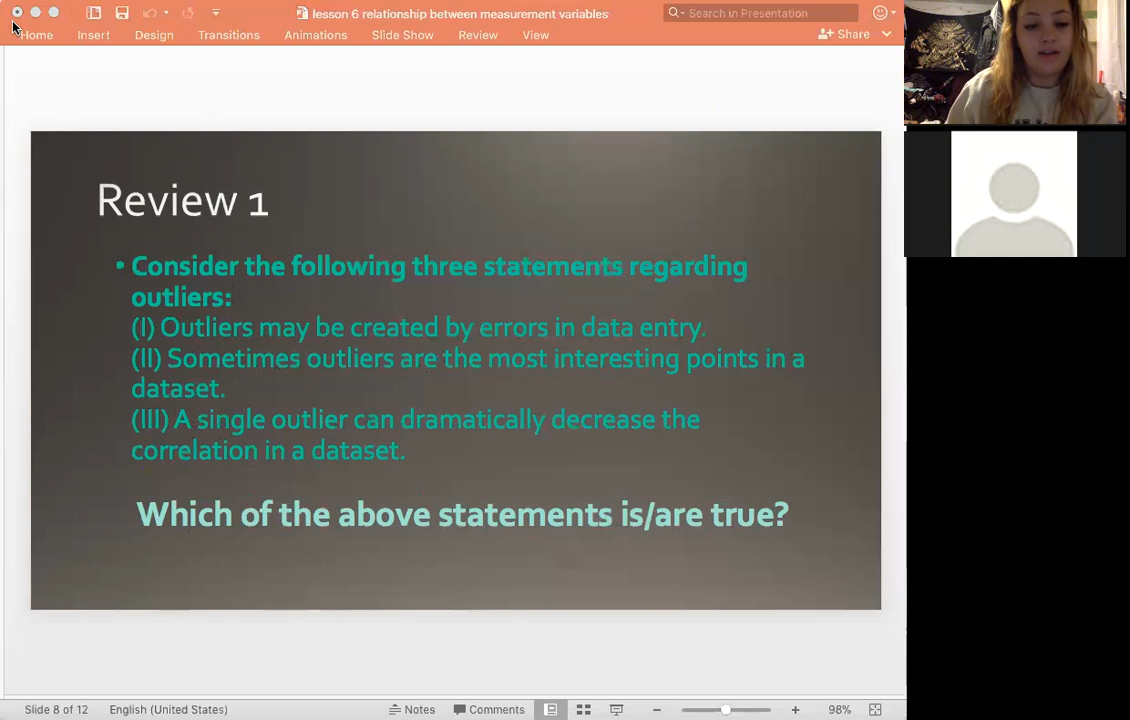 lesson 6 relationship between measurement variables
Search in Presentation
Home Insert Design Transitions Animations Slide Show Review View Share
Review 1
• Consider the following three statements regarding
outliers:
(I) Outliers may be created by errors in data entry.
(II) Sometimes outliers are the most interesting points in a
dataset.
(III) A single outlier can dramatically decrease the
correlation in a dataset.
Which of the above statements is/are true?
Slide 8 of 12 English (United States) Notes Comments 98%